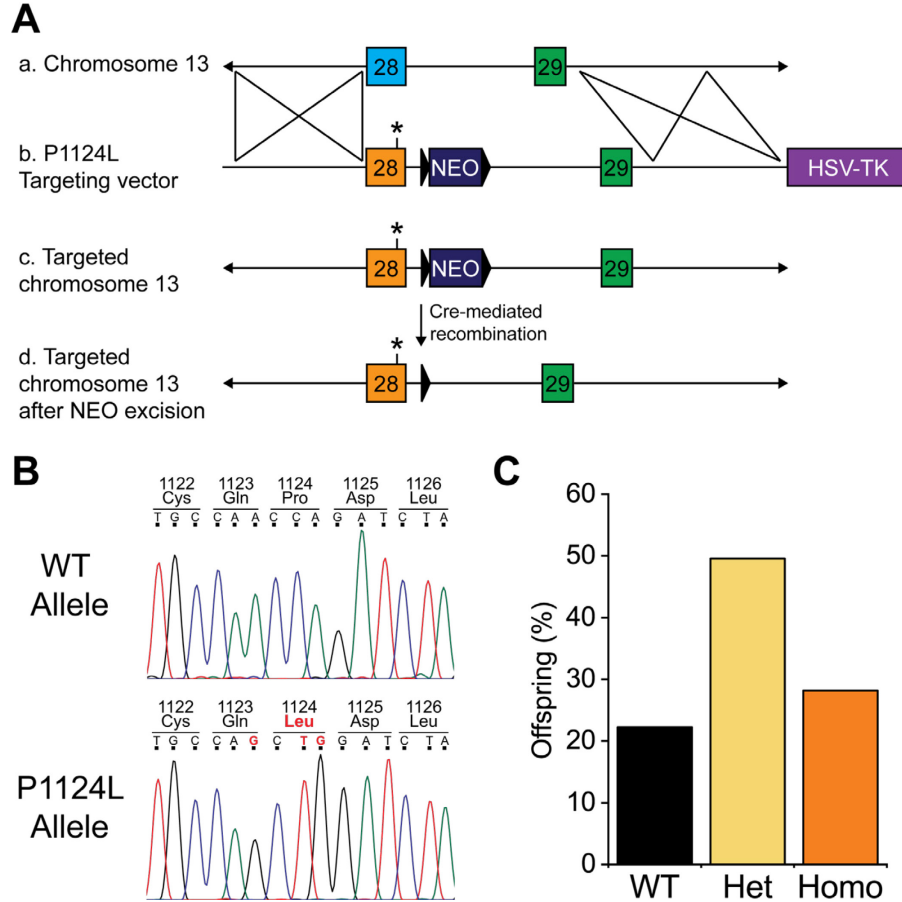 A
a. Chromosome 13
28
29
*
b. P1124L
Targeting vector
28
NEO
29
HSV-TK
*
c. Targeted
chromosome 13
28
NEO
29
Cre-mediated
recombination
*
d. Targeted
chromosome 13
after NEO excision
28
29
B
WT
Allele
1122 1123 1124 1125 1126
Cys Gln Pro Asp Leu
T G C C A A C C A G A T C T A
P1124L
Allele
1122 1123 1124 1125 1126
Cys Gln Leu Asp Leu
T G C C A G C T G G A T C T A
C
Offspring (%)
60
50
40
30
20
10
0
WT Het Homo